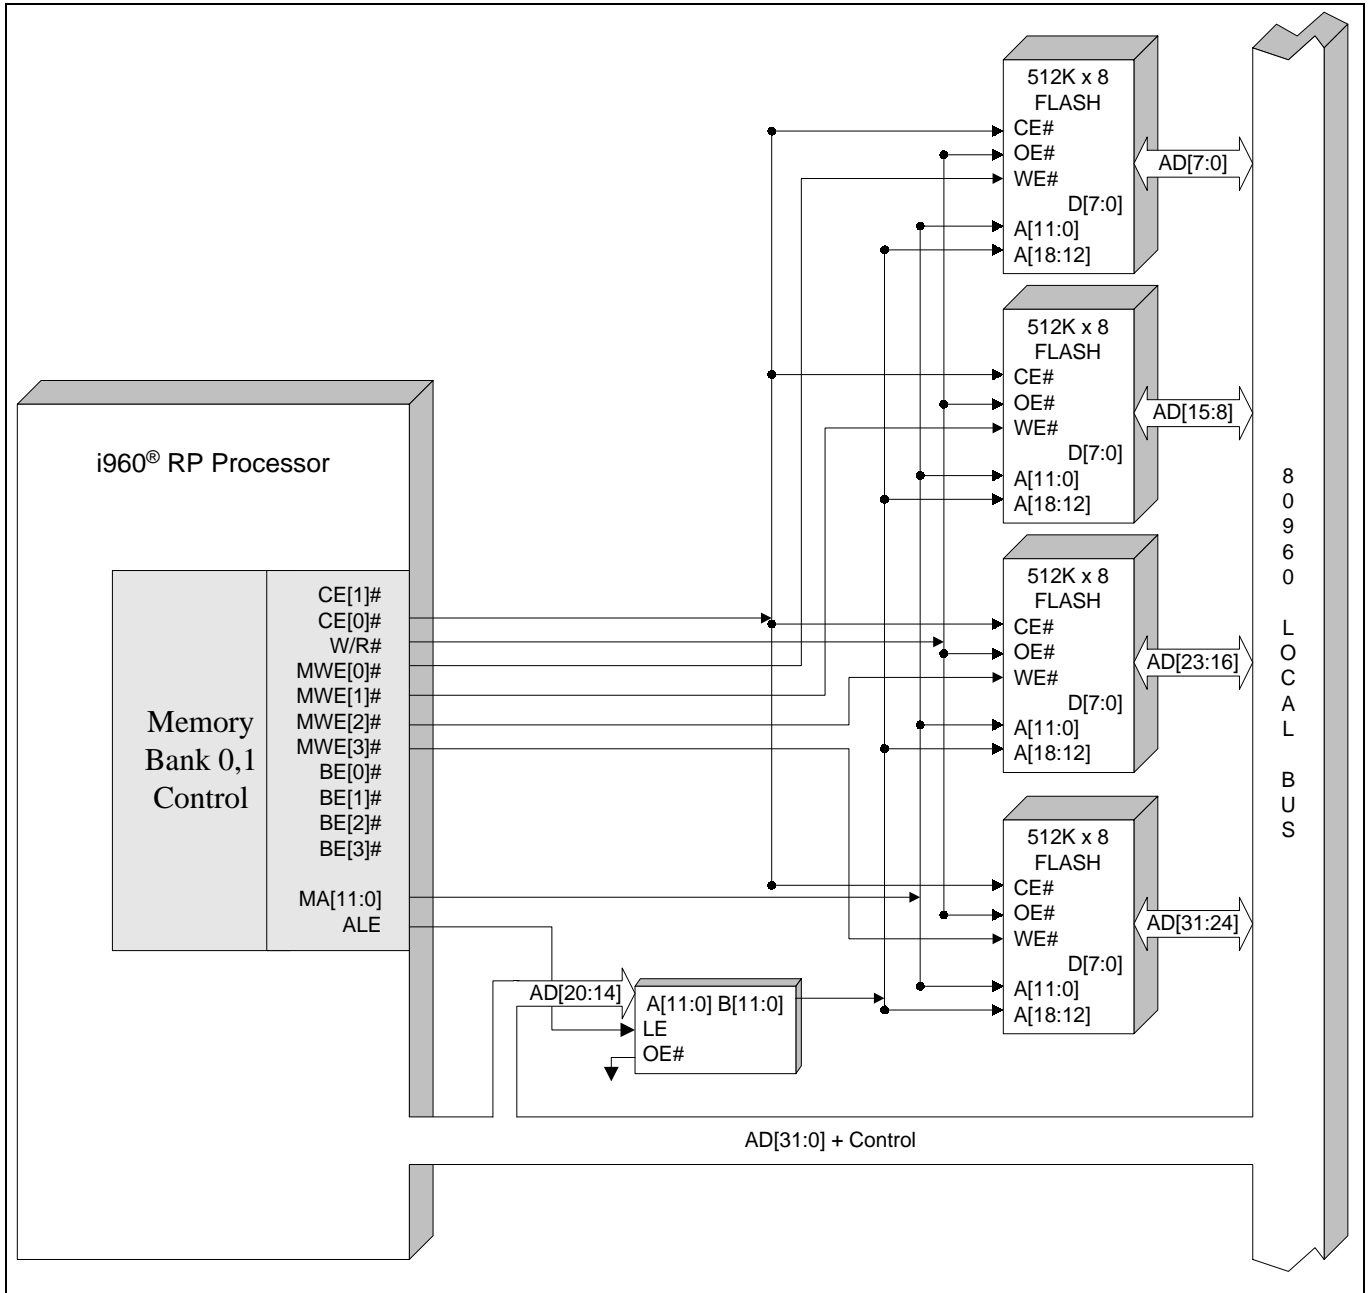 512K x 8
FLASH
CE#
OE#
WE#
D[7:0]
A[11:0]
A[18:12]
AD[7:0]
512K x 8
FLASH
CE#
OE#
WE#
D[7:0]
A[11:0]
A[18:12]
AD[15:8]
i960® RP Processor
Memory
Bank 0,1
Control
CE[1]#
CE[0]#
W/R#
MWE[0]#
MWE[1]#
MWE[2]#
MWE[3]#
BE[0]#
BE[1]#
BE[2]#
BE[3]#
MA[11:0]
ALE
512K x 8
FLASH
CE#
OE#
WE#
D[7:0]
A[11:0]
A[18:12]
AD[23:16]
512K x 8
FLASH
CE#
OE#
WE#
D[7:0]
A[11:0]
A[18:12]
AD[31:24]
80960 LOCAL BUS
AD[20:14]
A[11:0] B[11:0]
LE
OE#
AD[31:0] + Control